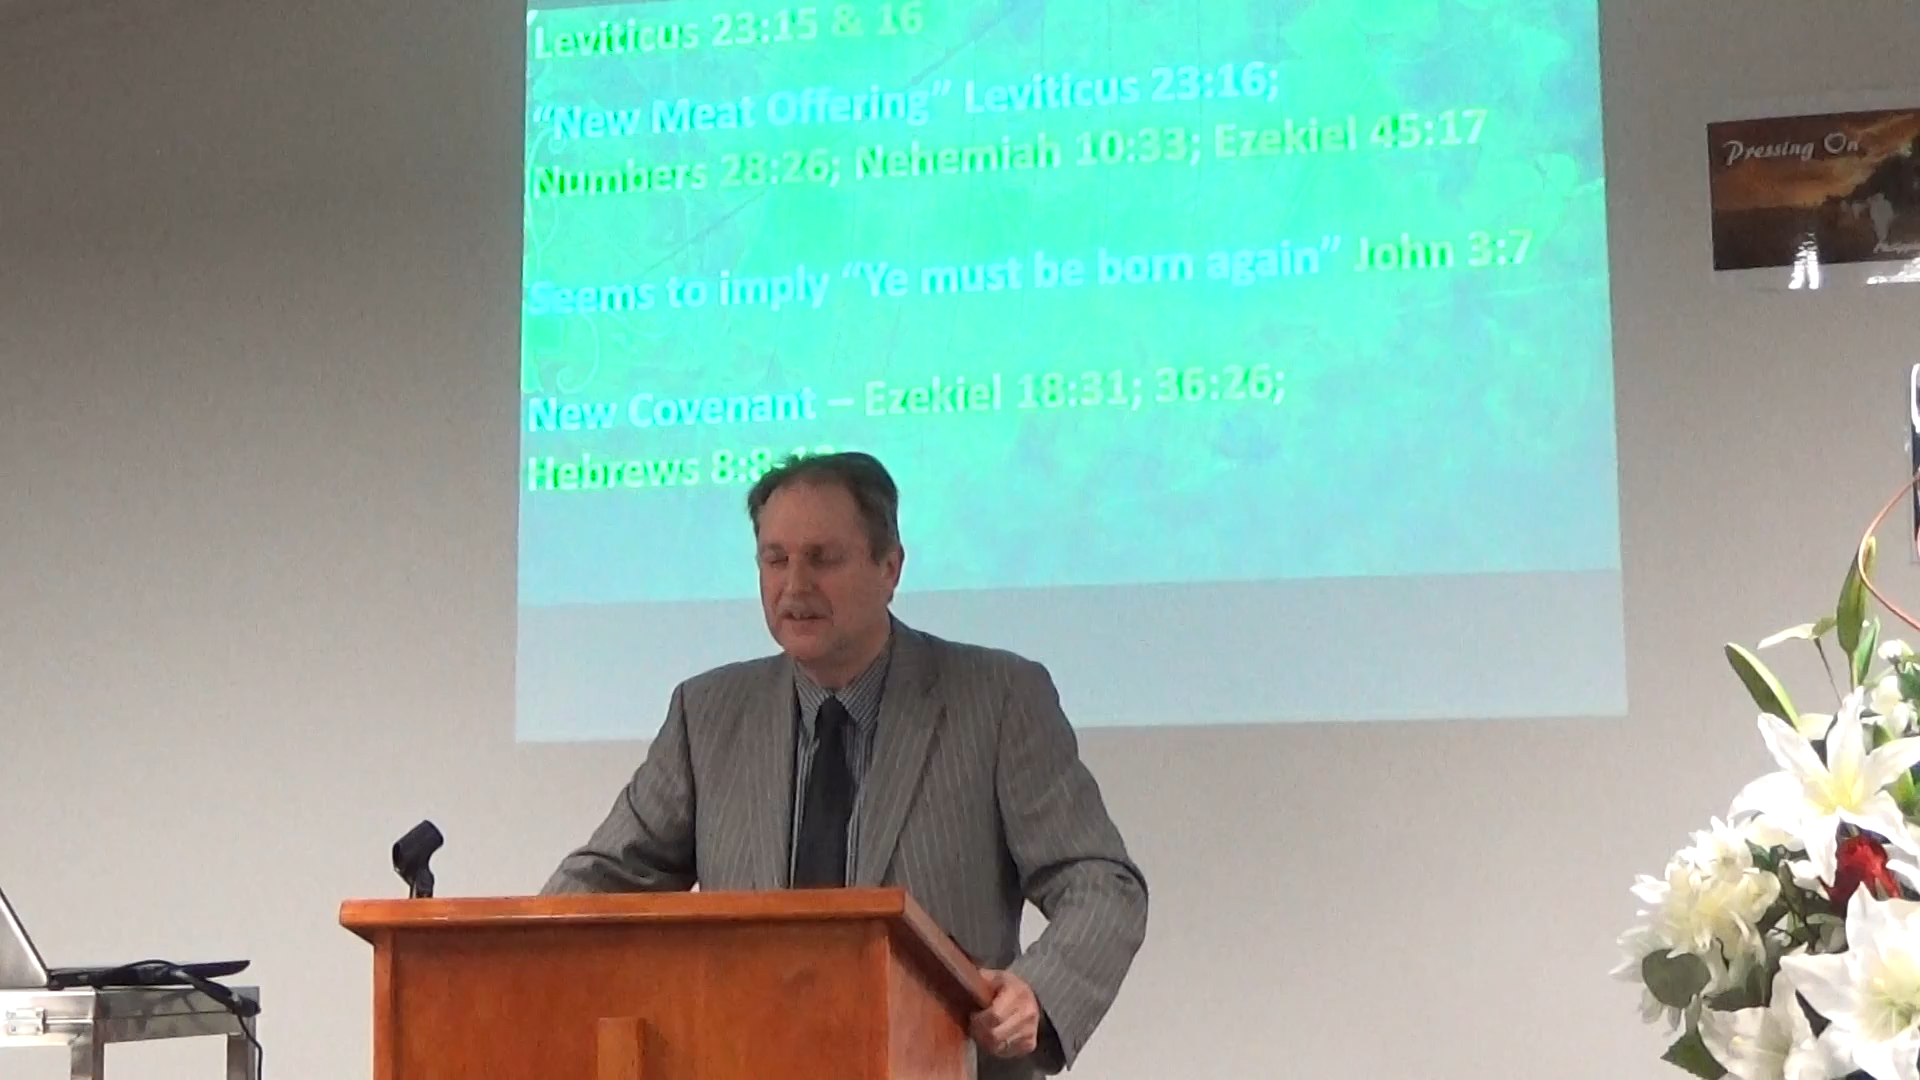 Leviticus 23:15 & 16
“New Meat Offering” Leviticus 23:16;
Numbers 28:26; Nehemiah 10:33; Ezekiel 45:17
Seems to imply “Ye must be born again” John 3:7
New Covenant – Ezekiel 18:31; 36:26;
Hebrews 8:8
Pressing On